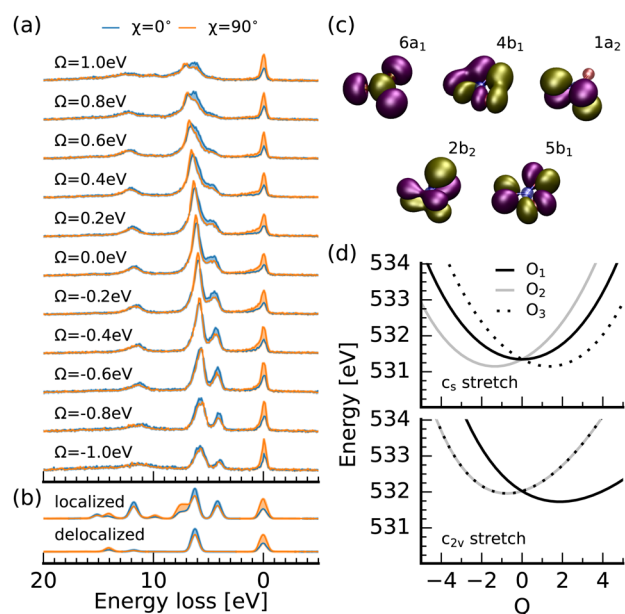 (a)
χ=0° χ=90°
Ω=1.0eV
Ω=0.8eV
Ω=0.6eV
Ω=0.4eV
Ω=0.2eV
Ω=0.0eV
Ω=-0.2eV
Ω=-0.4eV
Ω=-0.6eV
Ω=-0.8eV
Ω=-1.0eV
(b)
localized
delocalized
20 10 0
Energy loss [eV]
(c)
6a₁ 4b₁ 1a₂
2b₂ 5b₁
(d)
534
533
532
531
O₁
O₂
O₃
cₛ stretch
Energy [eV]
534
533
532
531
c₂ᵥ stretch
−4 −2 0 2 4
Q